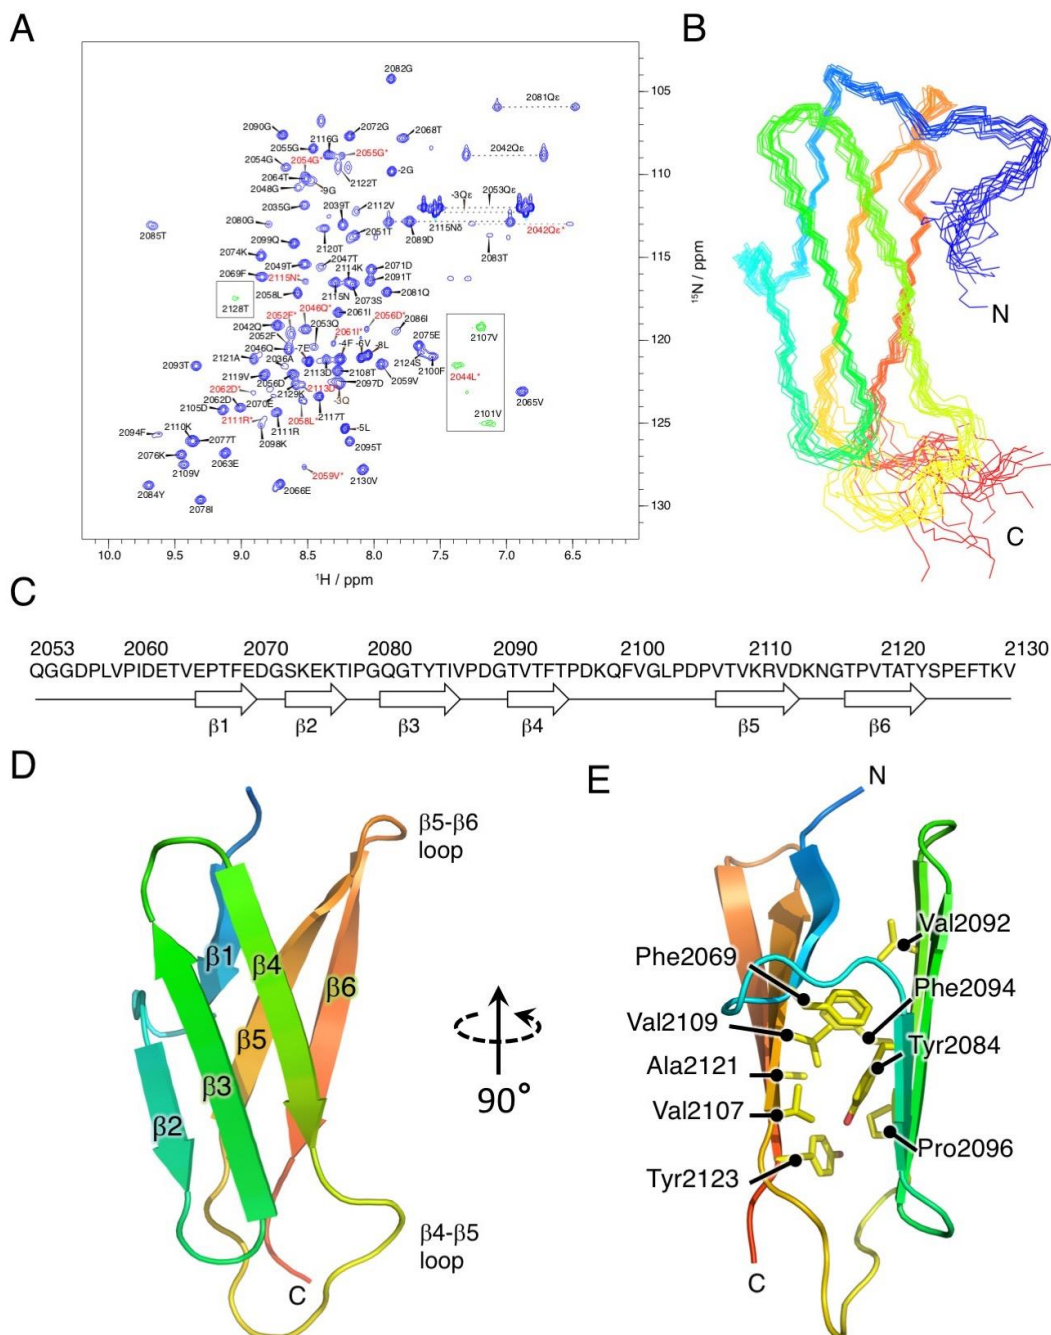 A
B
2082G
2081Qε
2090G
2116G
2072G
2068T
2055G
2055G*
2042Qε
2054G
2054G*
2064T
2122T
-2G
2048G
-9G
-3Qε
2053Qε
2035G
2039T
2112V
2080G
2115Nδ
2042Qε*
2085T
2099Q
2120T
2051T
2089D
2083T
2074K
2047T
2049T
2114K
2071D
2069F
2115N*
2091T
2058L
2115N
2073S
2081Q
2128T
2046Q*
2061I
2056D*
2086I
2052F*
2042Q
2053Q
2061I*
2075E
2107V
2052F
2046Q
-7E
-4F
-6V
-8L
2093T
2121A
2036A
2113D
2108T
2124S
2100F
2044L*
2119V
2056D
2097D
2059V
2062D*
2129K
2113D*
-3Q
2065V
2062D
2070E
2105D
2117T
2111R*
2058L*
2101V
2094F
2110K
2111R
-5L
2077T
2098K
2095T
2076K
2063E
2109V
2059V*
2130V
2084Y
2066E
2078I
105
110
115
120
125
130
¹⁵N / ppm
10.0 9.5 9.0 8.5 8.0 7.5 7.0 6.5
¹H / ppm
N
C
C
2053 2060 2070 2080 2090 2100 2110 2120 2130
QGGDPLVPIDETVEPTFEDGSKEKTIPGQGTYTIVPDGTVTFTPDKQFVGLPDPVTVKRVDKNGTPVTATYSPEFTKV
β1 β2 β3 β4 β5 β6
D
E
N
β5-β6
loop
Val2092
β1
β4
β6
Phe2069
Phe2094
Val2109
Tyr2084
β5
Ala2121
β3
90°
Val2107
β2
Pro2096
Tyr2123
β4-β5
loop
C
C